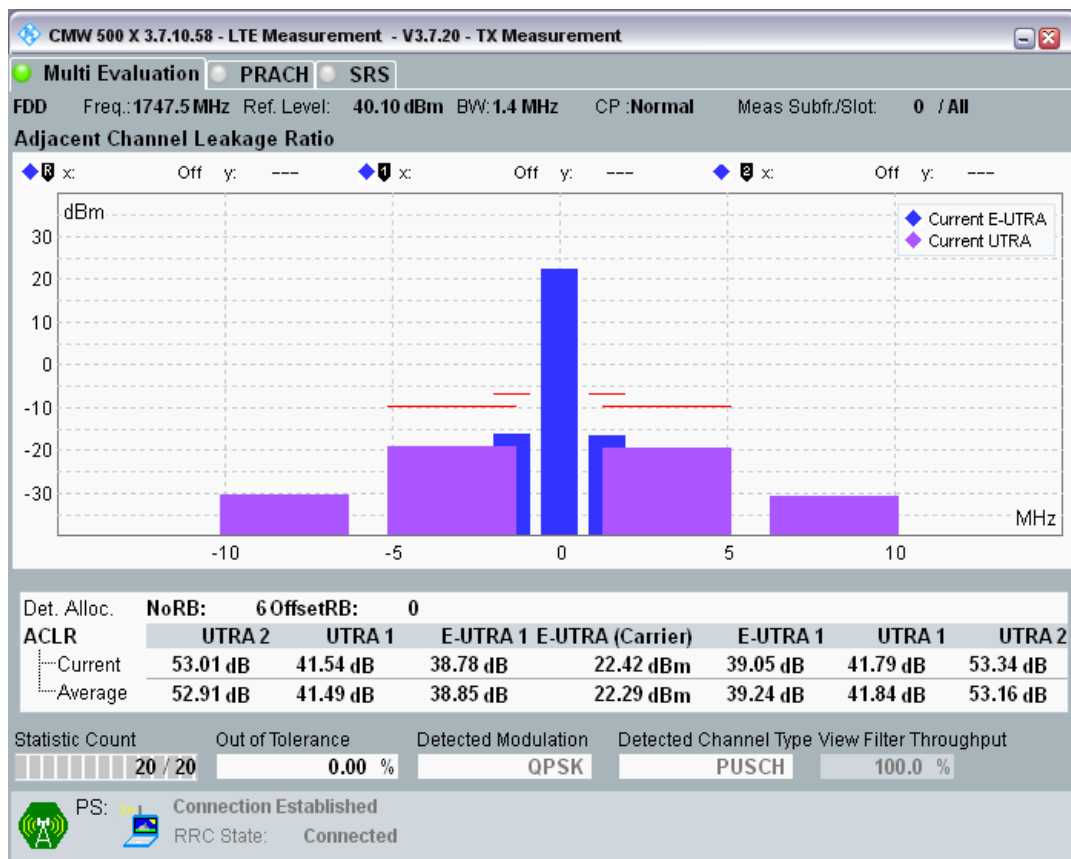 CMW 500 X 3.7.10.58 - LTE Measurement - V3.7.20 - TX Measurement
Multi Evaluation PRACH SRS
FDD Freq.: 1747.5 MHz Ref. Level: 40.10 dBm BW: 1.4 MHz CP :Normal Meas Subfr./Slot: 0 / All
Adjacent Channel Leakage Ratio
R x: Off y: --- 1 x: Off y: --- 2 x: Off y: ---
dBm
Current E-UTRA
Current UTRA
30
20
10
0
-10
-20
-30
MHz
-10 -5 0 5 10
Det. Alloc. NoRB: 6 OffsetRB: 0
ACLR UTRA 2 UTRA 1 E-UTRA 1 E-UTRA (Carrier) E-UTRA 1 UTRA 1 UTRA 2
Current 53.01 dB 41.54 dB 38.78 dB 22.42 dBm 39.05 dB 41.79 dB 53.34 dB
Average 52.91 dB 41.49 dB 38.85 dB 22.29 dBm 39.24 dB 41.84 dB 53.16 dB
Statistic Count Out of Tolerance Detected Modulation Detected Channel Type View Filter Throughput
20 / 20 0.00 % QPSK PUSCH 100.0 %
PS: Connection Established
RRC State: Connected